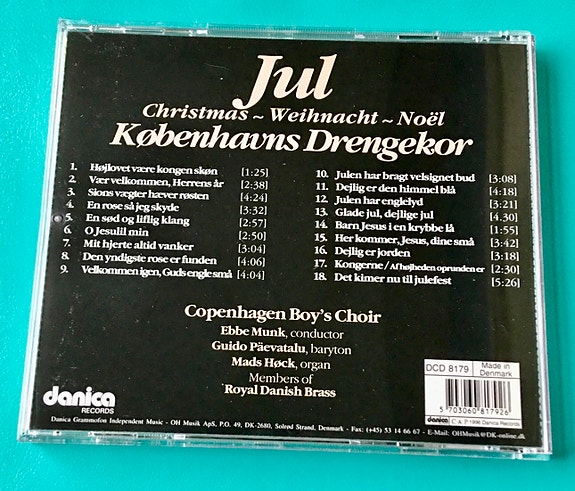 Jul
Christmas ~ Weihnacht ~ Noël
Københavns Drengekor
1. Højlovet være kongen skøn [1:25]
2. Vær velkommen, Herrens år [2:38]
3. Sions vægter hæver røsten [4:24]
4. En rose så jeg skyde [3:32]
5. En sød og liflig klang [2:57]
6. O Jesulil min [2:50]
7. Mit hjerte altid vanker [3:04]
8. Den yndigste rose er funden [4:06]
9. Velkommen igen, Guds engle små [4:04]
10. Julen har bragt velsignet bud [3:08]
11. Dejlig er den himmel blå [4:18]
12. Julen har englelyd [3:21]
13. Glade jul, dejlige jul [4.30]
14. Barn Jesus i en krybbe lå [1:55]
15. Her kommer, Jesus, dine små [3:42]
16. Dejlig er jorden [3:18]
17. Kongerne / Af højheden oprunden er [2:30]
18. Det kimer nu til julefest [5:26]
Copenhagen Boy's Choir
Ebbe Munk, conductor
Guido Päevatalu, baryton
Mads Høck, organ
Members of
Royal Danish Brass
danica
RECORDS
DCD 8179
Made in
Denmark
5 703060 817926
C & P 1996 Danica Records
Danica Grammofon Independent Music - OH Musik ApS, P.O. 49, DK-2680, Solrød Strand, Denmark - Fax: (+45) 53 14 66 67 - E-Mail: OHMusik@DK-online.dk